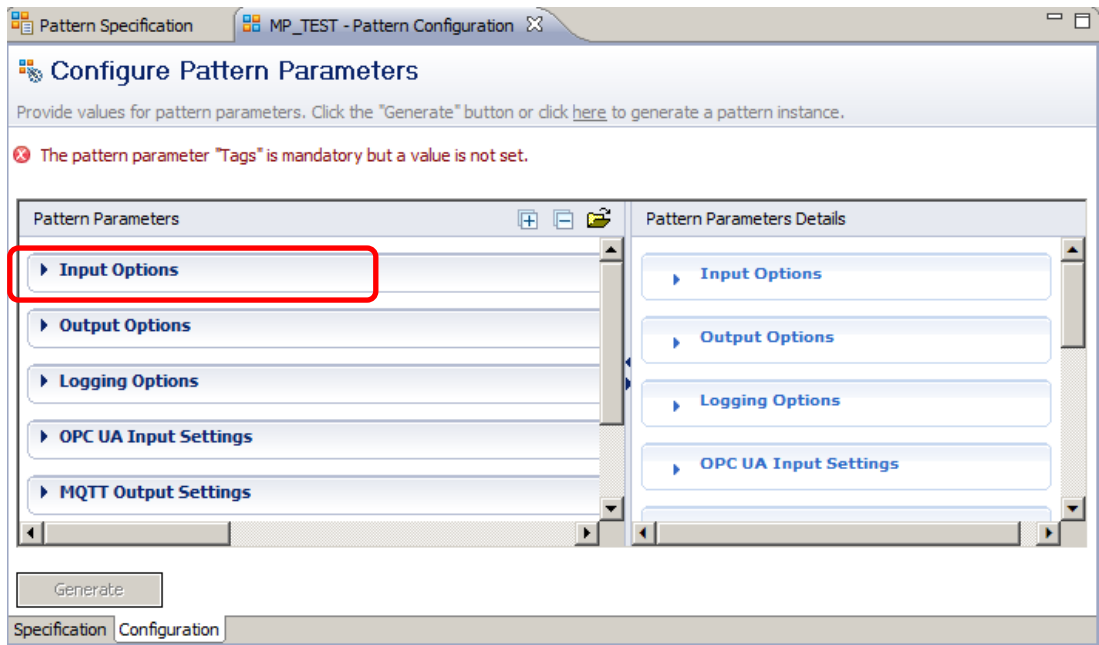 Pattern Specification
MP_TEST - Pattern Configuration
Configure Pattern Parameters
Provide values for pattern parameters. Click the "Generate" button or click here to generate a pattern instance.
The pattern parameter "Tags" is mandatory but a value is not set.
Pattern Parameters
Input Options
Output Options
Logging Options
OPC UA Input Settings
MQTT Output Settings
Pattern Parameters Details
Input Options
Output Options
Logging Options
OPC UA Input Settings
Generate
Specification
Configuration